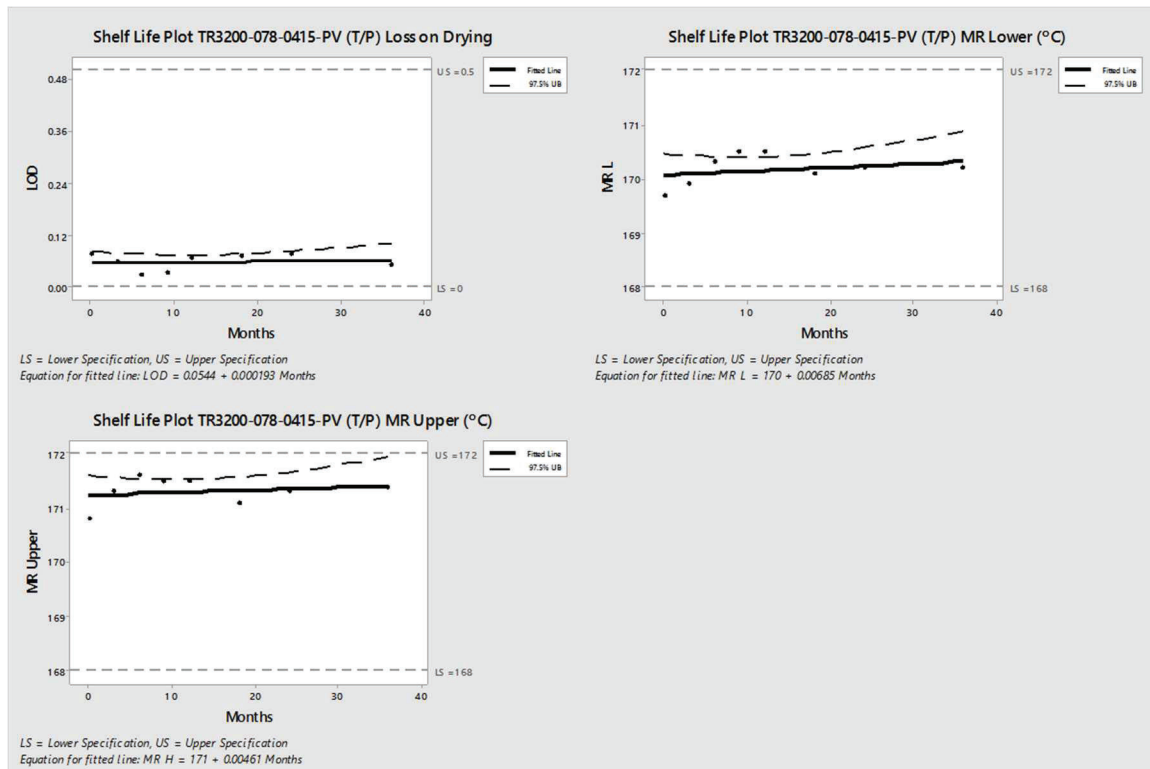 Shelf Life Plot TR3200-078-0415-PV (T/P) Loss on Drying
US =0.5
Fitted Line
97.5% UB
0.48
0.36
0.24
0.12
0.00
LOD
LS =0
0 10 20 30 40
Months
LS = Lower Specification, US = Upper Specification
Equation for fitted line: LOD = 0.0544 + 0.000193 Months
Shelf Life Plot TR3200-078-0415-PV (T/P) MR Lower (°C)
US =172
Fitted Line
97.5% UB
172
171
170
169
168
MR L
LS =168
0 10 20 30 40
Months
LS = Lower Specification, US = Upper Specification
Equation for fitted line: MR L = 170 + 0.00685 Months
Shelf Life Plot TR3200-078-0415-PV (T/P) MR Upper (°C)
US =172
Fitted Line
97.5% UB
172
171
170
169
168
MR Upper
LS =168
0 10 20 30 40
Months
LS = Lower Specification, US = Upper Specification
Equation for fitted line: MR H = 171 + 0.00461 Months